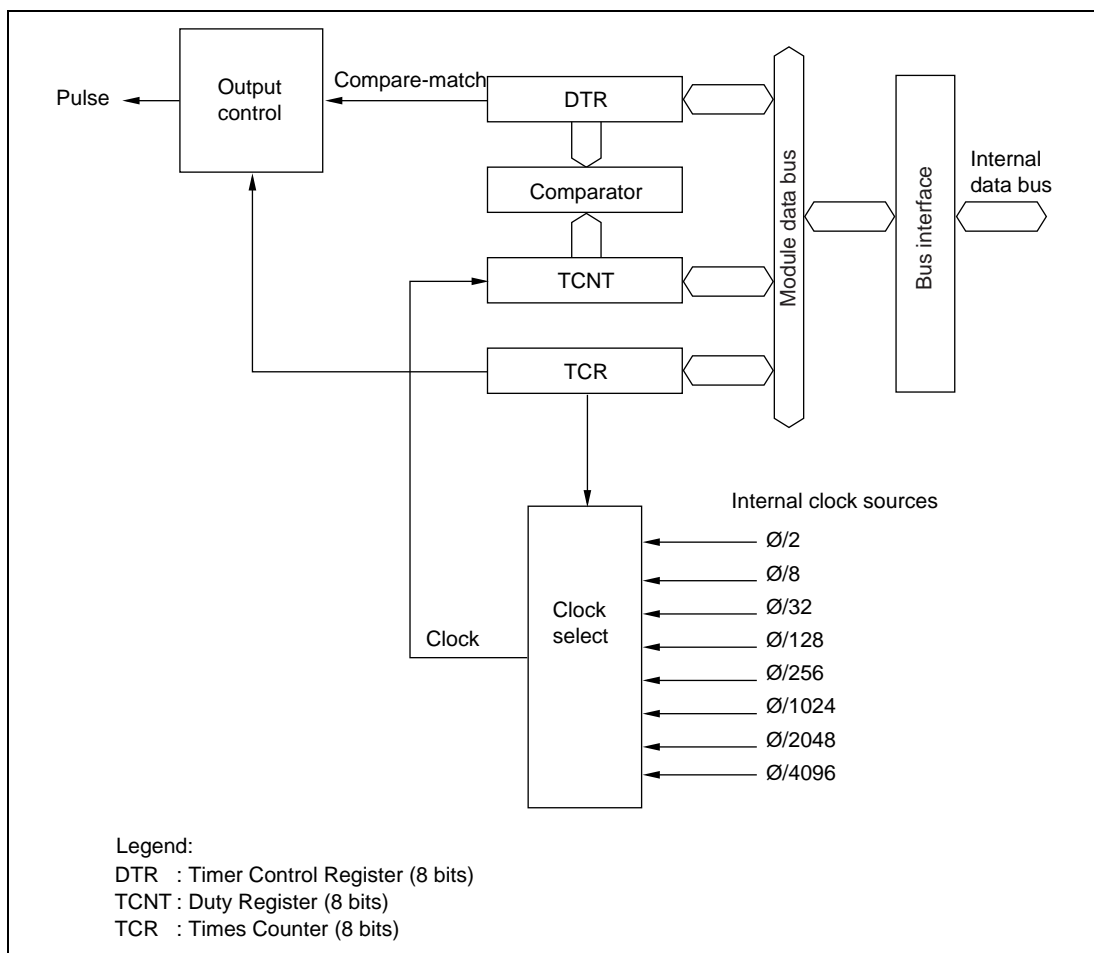 Pulse
Output
control
Compare-match
DTR
Comparator
TCNT
TCR
Module data bus
Bus interface
Internal
data bus
Internal clock sources
Ø/2
Ø/8
Ø/32
Ø/128
Ø/256
Ø/1024
Ø/2048
Ø/4096
Clock
select
Clock
Legend:
DTR : Timer Control Register (8 bits)
TCNT : Duty Register (8 bits)
TCR : Times Counter (8 bits)